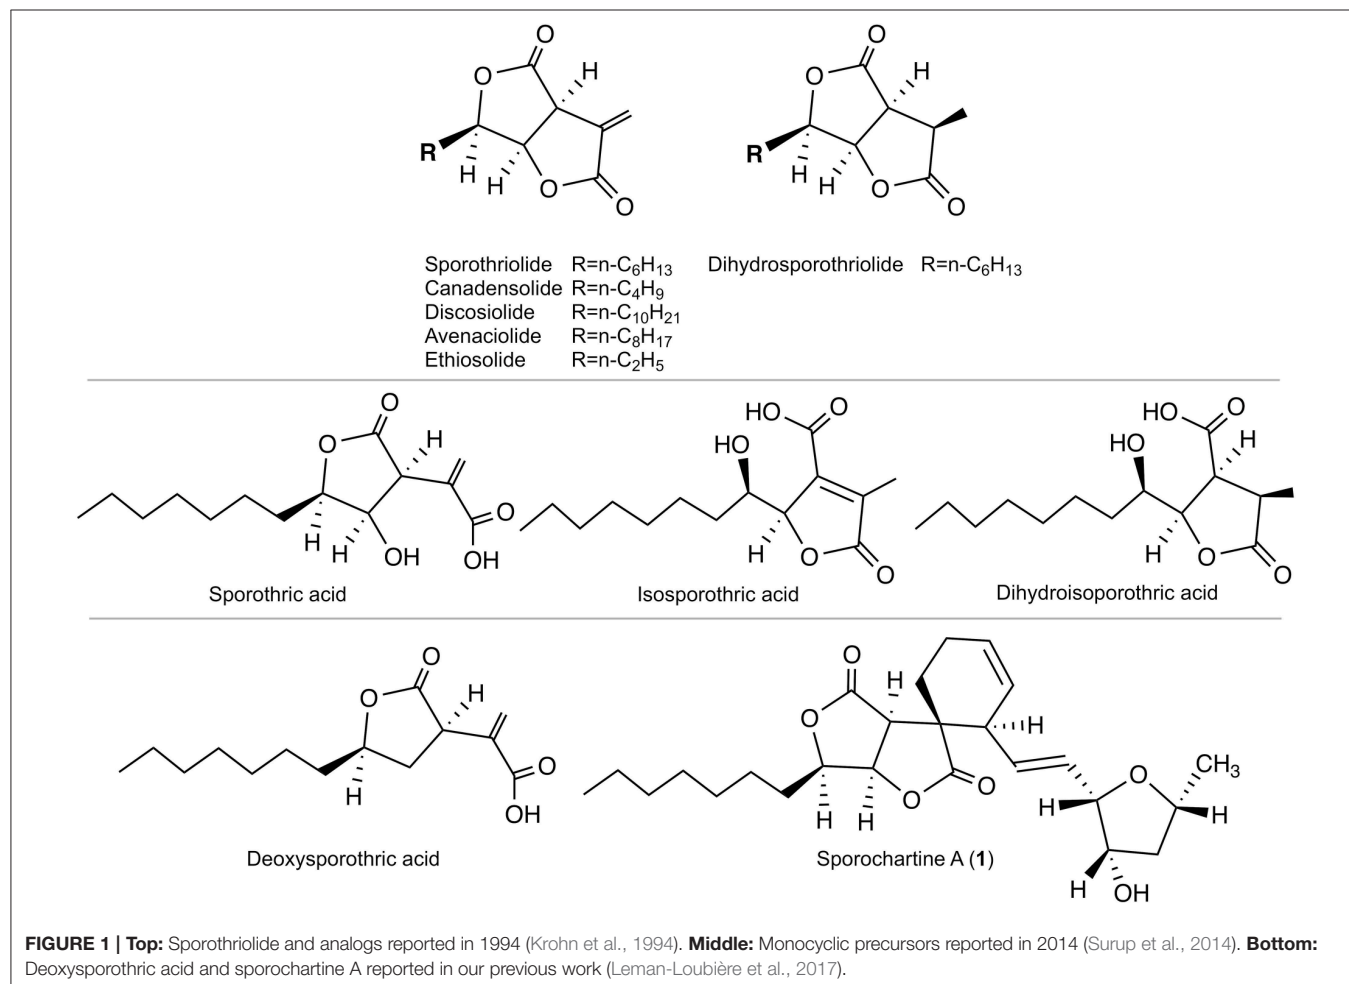 O
O H
R
H H
O O
O
O H
R
H H
O O
Sporothriolide R=n-C6H13 Dihydrosporothriolide R=n-C6H13
Canadensolide R=n-C4H9
Discosiolide R=n-C10H21
Avenaciolide R=n-C8H17
Ethiosolide R=n-C2H5
O
O H
H H OH O OH
HO O
HO
H O O
HO O
HO H
H O O
Sporothric acid Isosporothric acid Dihydroisoporothric acid
O
O H
H O OH
O
O H
H H O O
H
H O CH3
H
H OH
Deoxysporothric acid Sporochartine A (1)
FIGURE 1 | Top: Sporothriolide and analogs reported in 1994 (Krohn et al., 1994). Middle: Monocyclic precursors reported in 2014 (Surup et al., 2014). Bottom:
Deoxysporothric acid and sporochartine A reported in our previous work (Leman-Loubière et al., 2017).